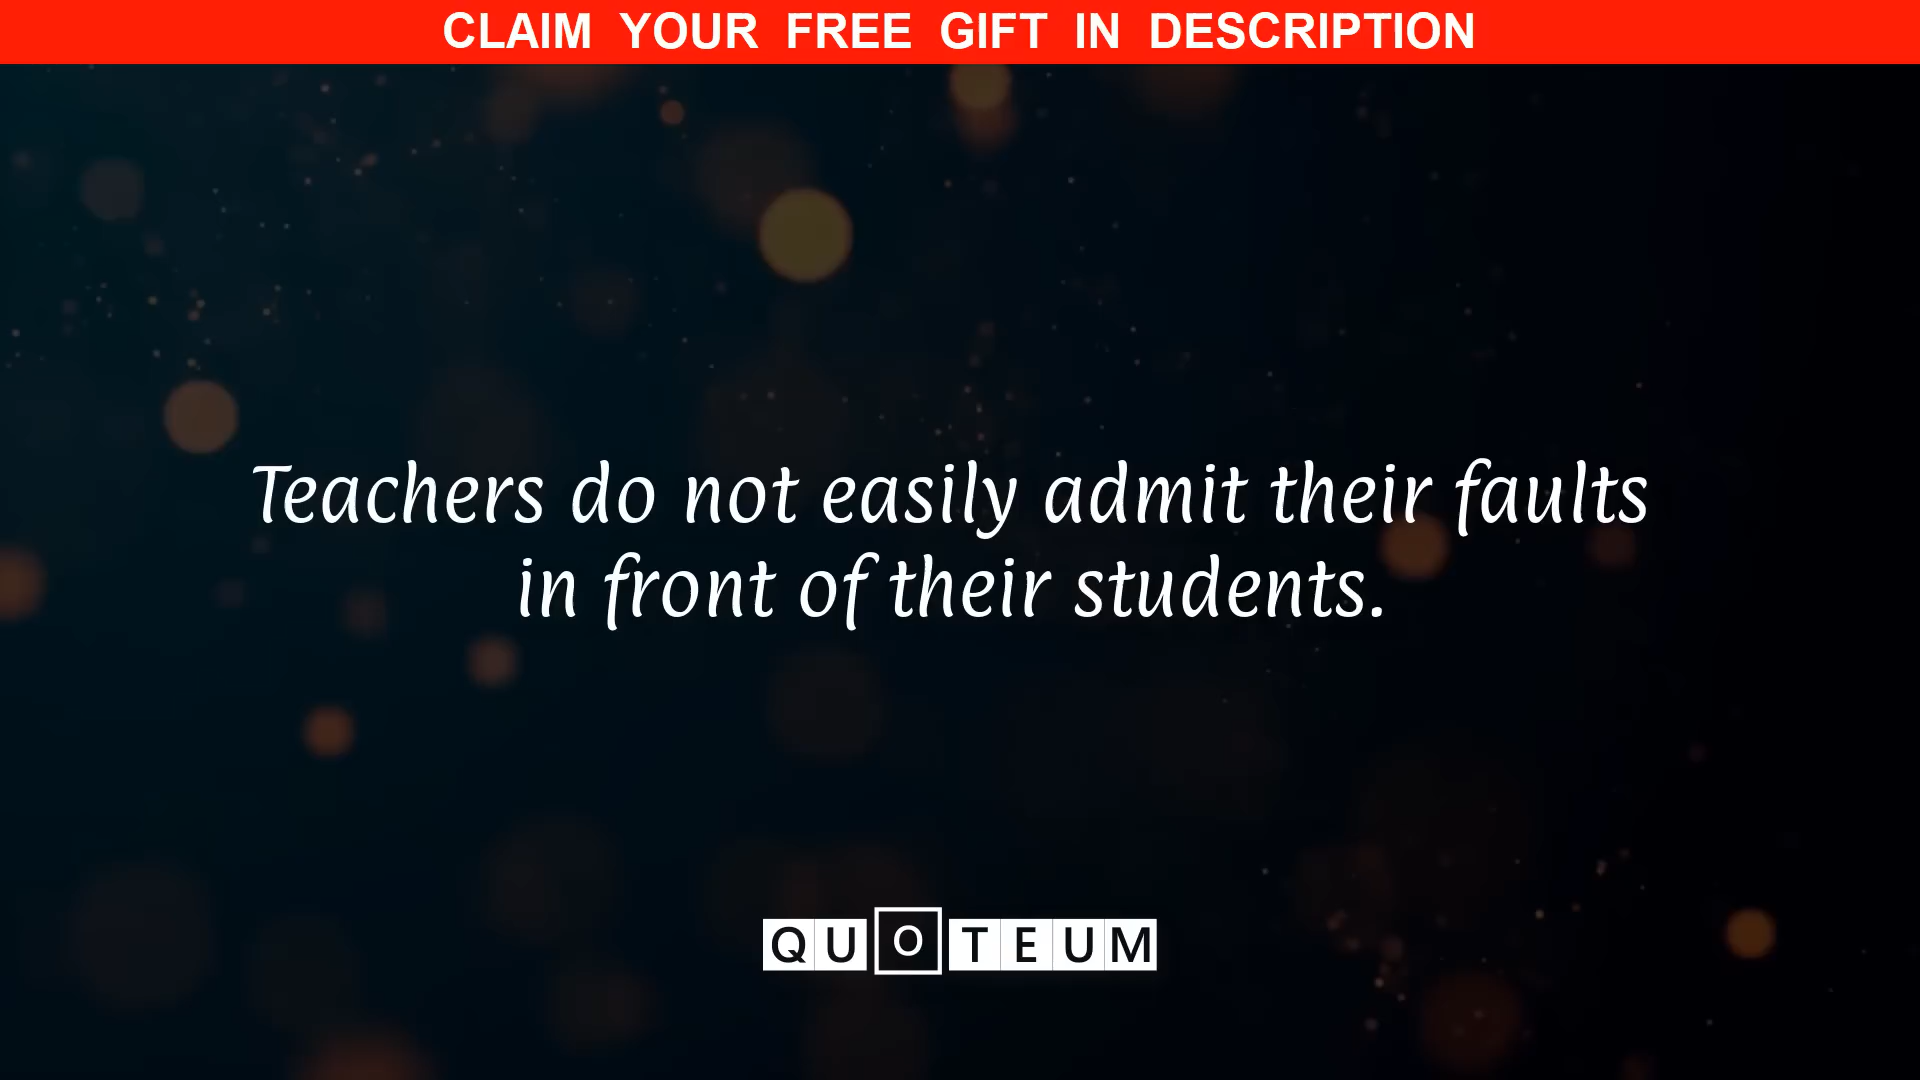 CLAIM YOUR FREE GIFT IN DESCRIPTION
Teachers do not easily admit their faults
in front of their students.
QUOTEUM